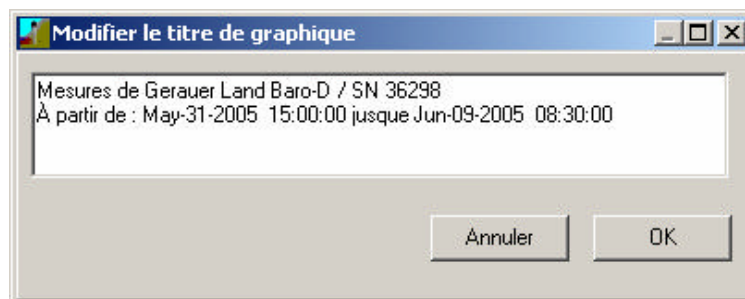 Modifier le titre de graphique
Mesures de Gerauer Land Baro-D / SN 36298
À partir de : May-31-2005 15:00:00 jusque Jun-09-2005 08:30:00
Annuler
OK